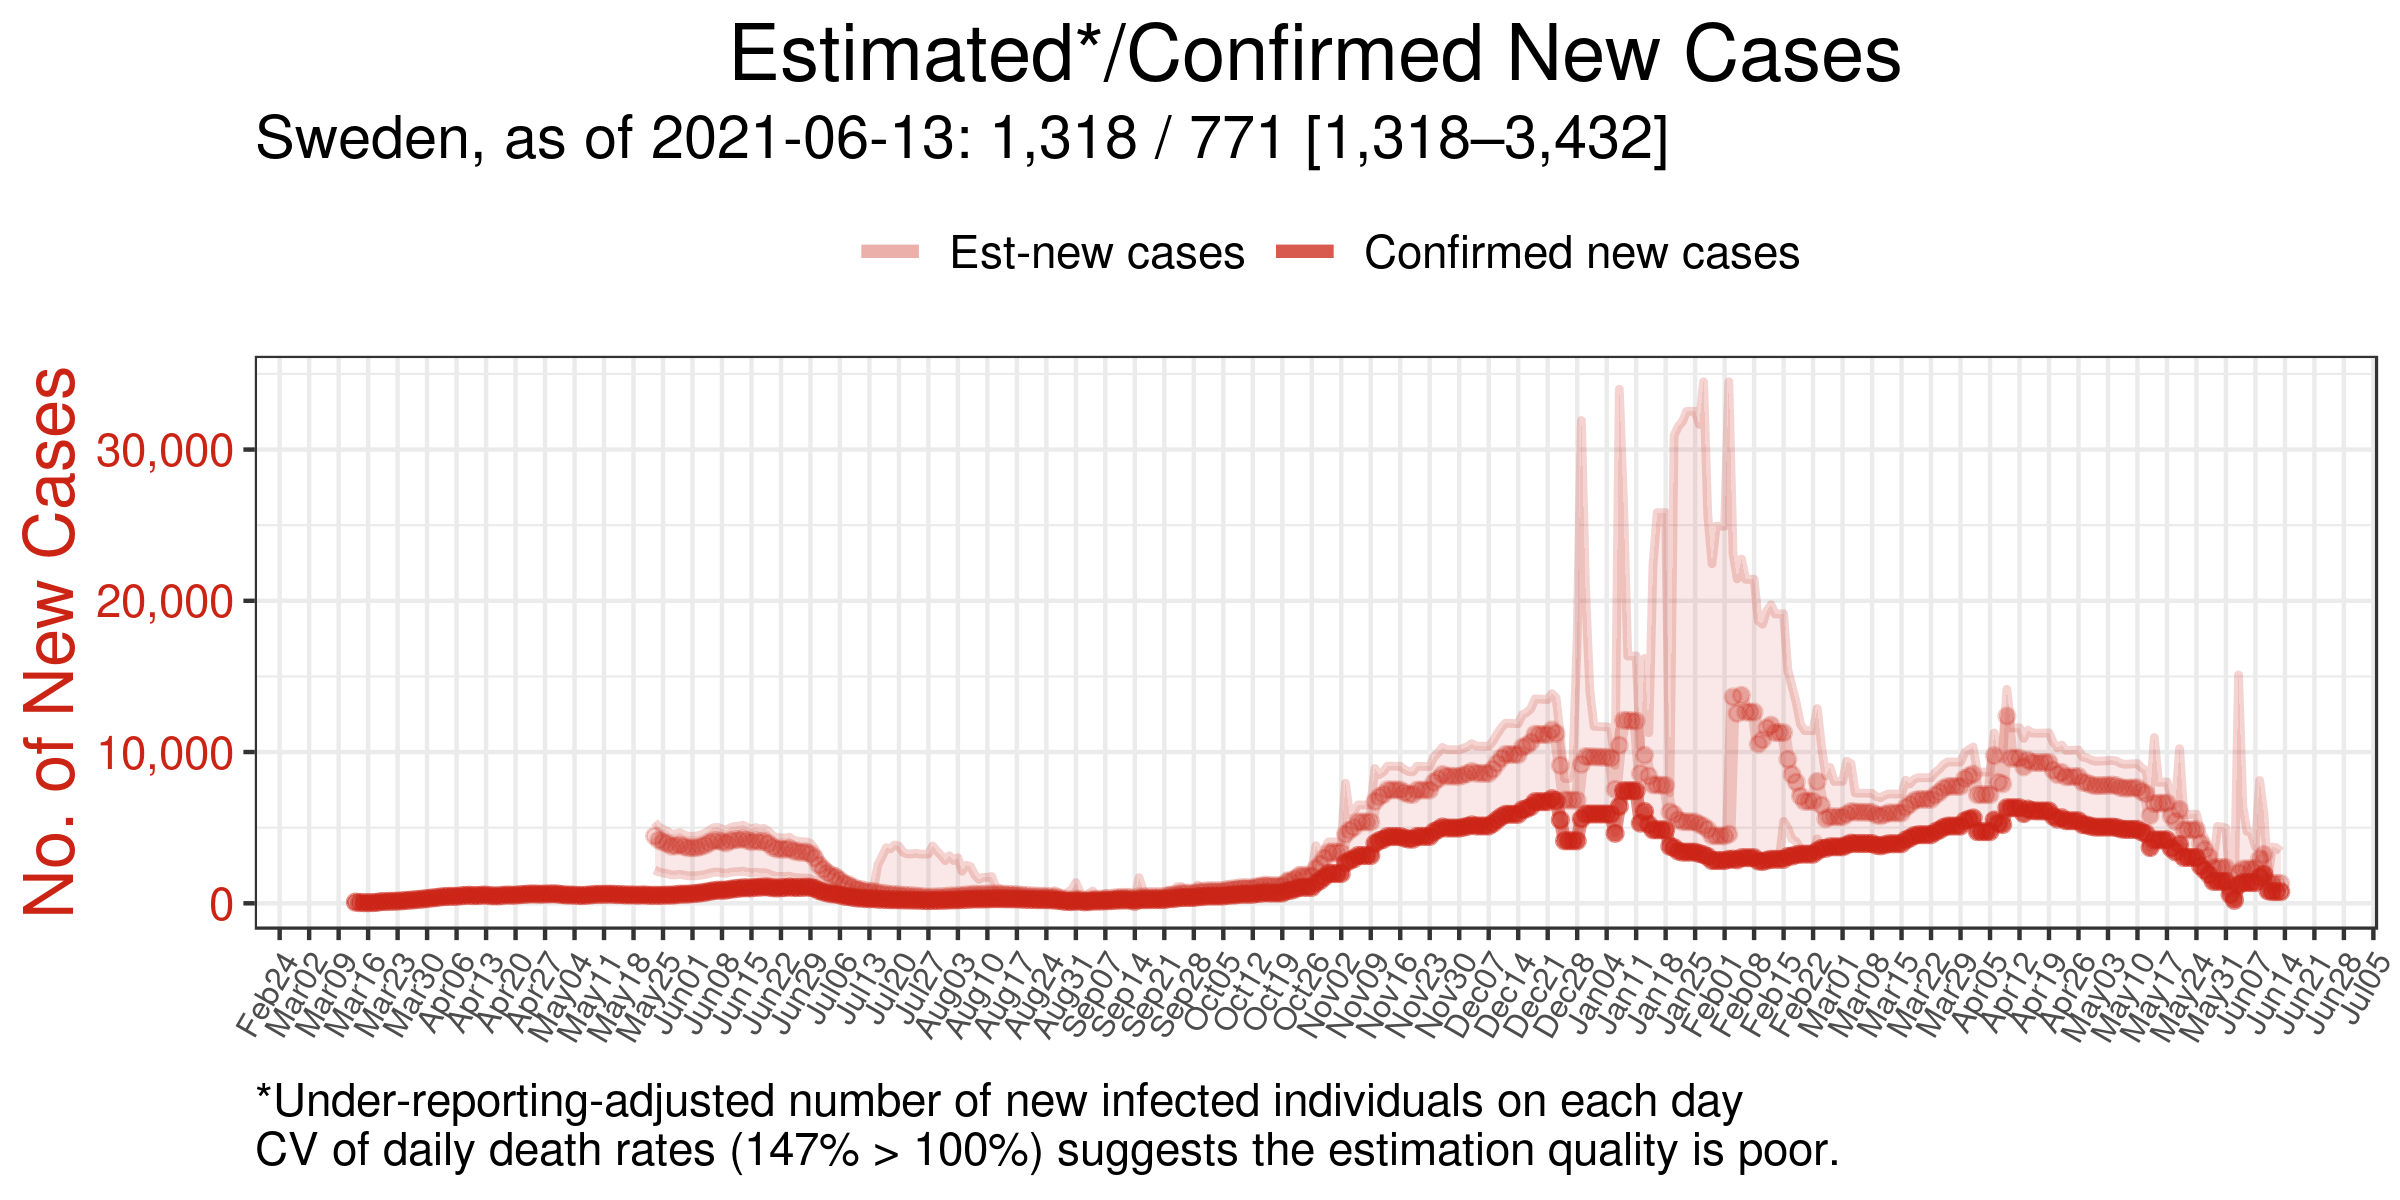 Estimated*/Confirmed New Cases
Sweden, as of 2021-06-13: 1,318 / 771 [1,318–3,432]
Est-new cases
Confirmed new cases
No. of New Cases
30,000
20,000
10,000
0
Feb24
Mar02
Mar09
Mar16
Mar23
Mar30
Apr06
Apr13
Apr20
Apr27
May04
May11
May18
May25
Jun01
Jun08
Jun15
Jun22
Jun29
Jul06
Jul13
Jul20
Jul27
Aug03
Aug10
Aug17
Aug24
Aug31
Sep07
Sep14
Sep21
Sep28
Oct05
Oct12
Oct19
Oct26
Nov02
Nov09
Nov16
Nov23
Nov30
Dec07
Dec14
Dec21
Dec28
Jan04
Jan11
Jan18
Jan25
Feb01
Feb08
Feb15
Feb22
Mar01
Mar08
Mar15
Mar22
Mar29
Apr05
Apr12
Apr19
Apr26
May03
May10
May17
May24
May31
Jun07
Jun14
Jun21
Jun28
Jul05
*Under-reporting-adjusted number of new infected individuals on each day
CV of daily death rates (147% > 100%) suggests the estimation quality is poor.